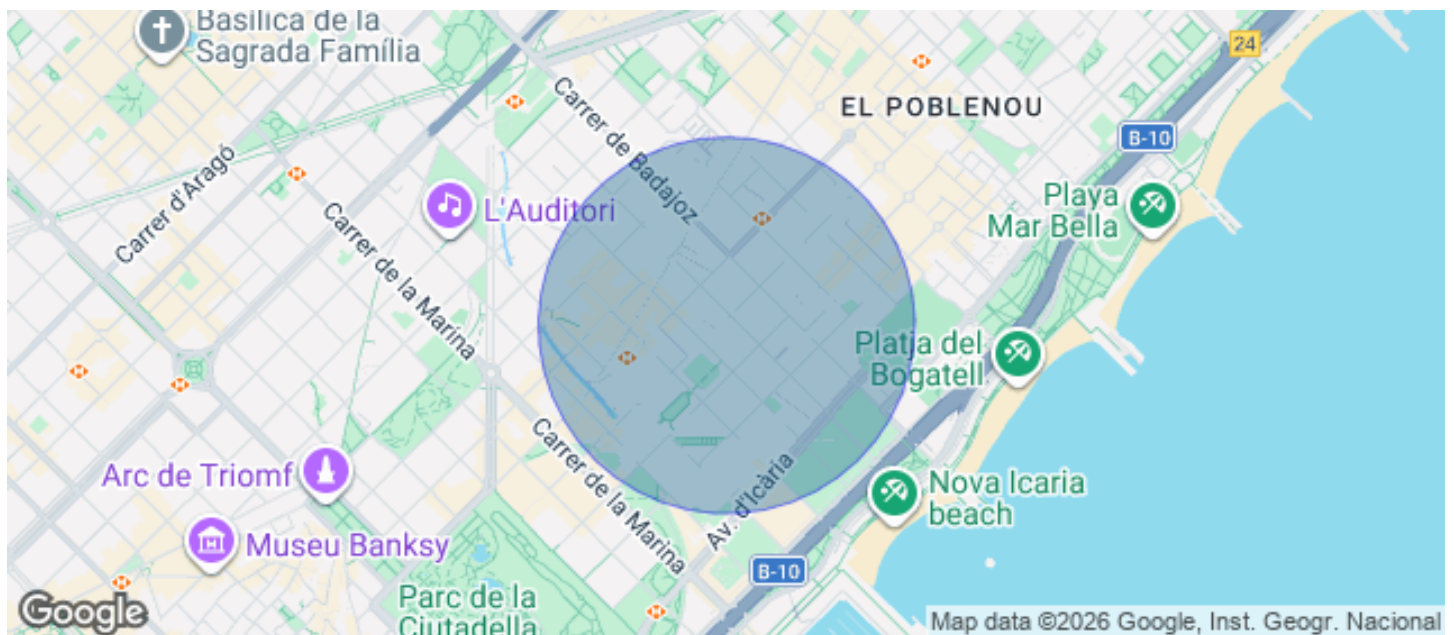 Basílica de la
Sagrada Família
24
Carrer de Badajoz
EL POBLENOU
B-10
Carrer d'Aragó
L'Auditori
Playa
Mar Bella
Carrer de la Marina
Platja del
Bogatell
Arc de Triomf
Carrer de la Marina
Av. d'Icària
Nova Icaria
beach
Museu Banksy
B-10
Parc de la
Ciutadella
Google
Map data ©2026 Google, Inst. Geogr. Nacional